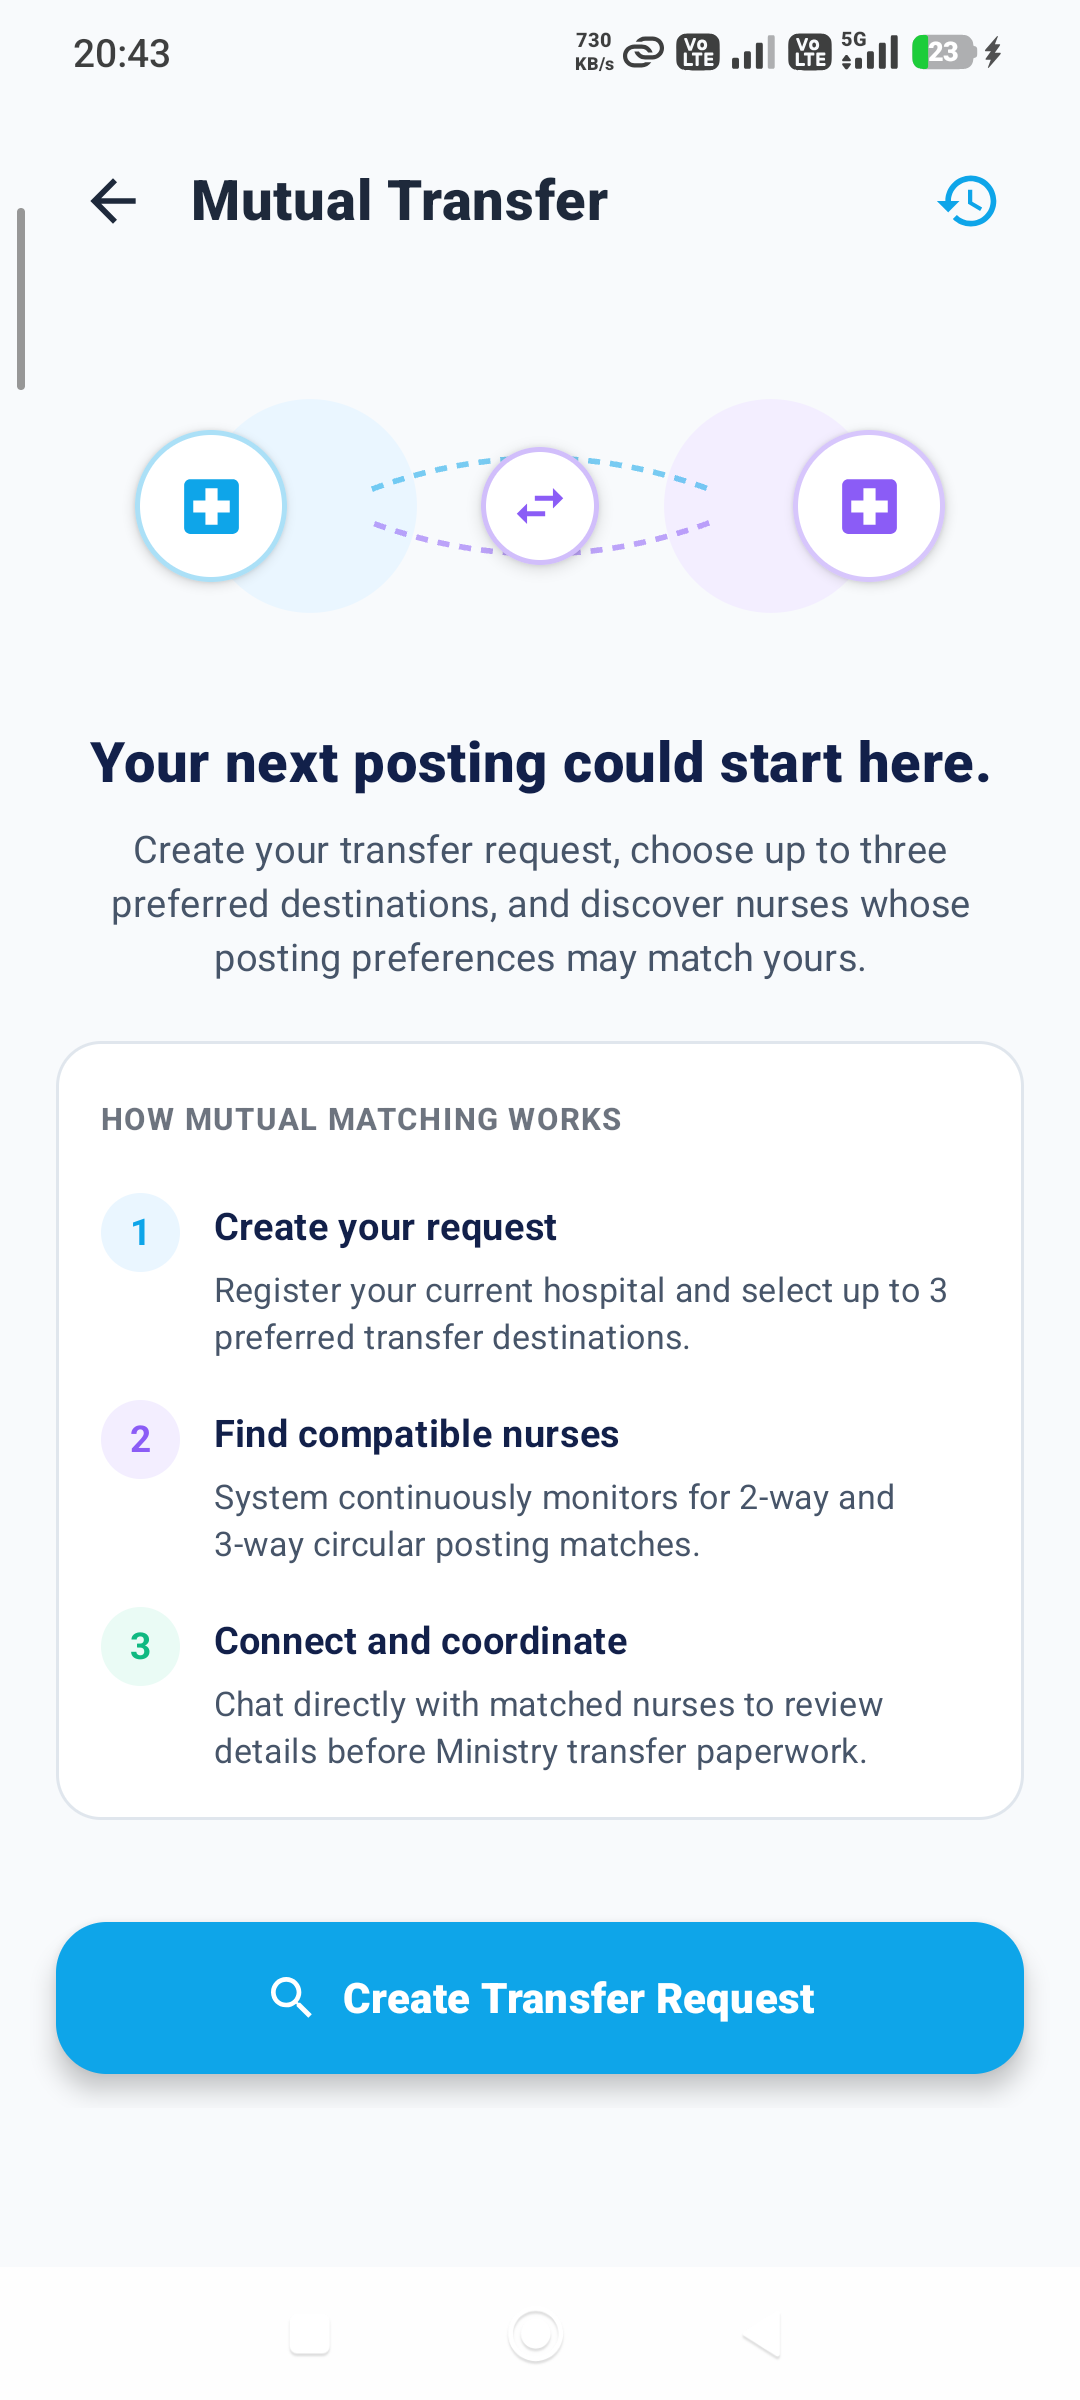 20:43
730
KB/s
Vo
LTE
Vo
LTE
5G
23
Mutual Transfer
Your next posting could start here.
Create your transfer request, choose up to three
preferred destinations, and discover nurses whose
posting preferences may match yours.
HOW MUTUAL MATCHING WORKS
1
Create your request
Register your current hospital and select up to 3
preferred transfer destinations.
2
Find compatible nurses
System continuously monitors for 2-way and
3-way circular posting matches.
3
Connect and coordinate
Chat directly with matched nurses to review
details before Ministry transfer paperwork.
Create Transfer Request